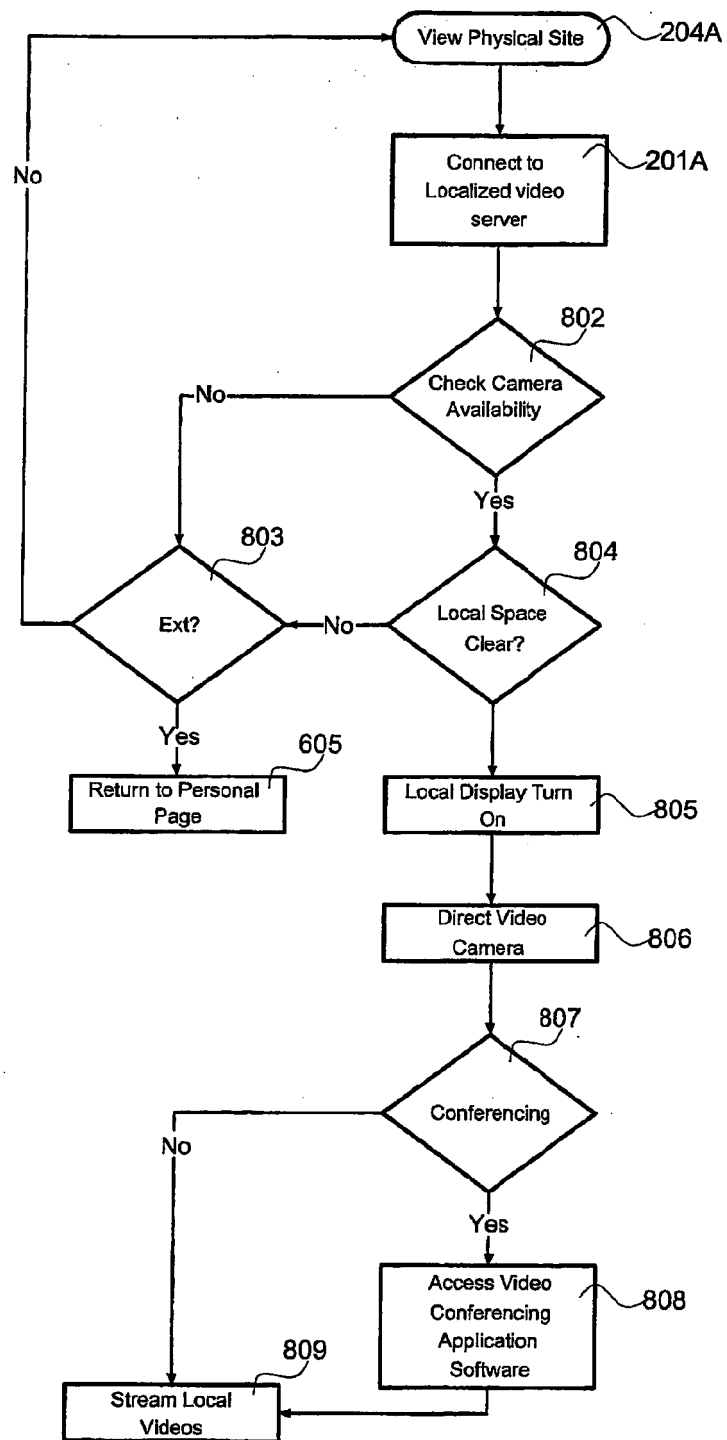 View Physical Site
204A
Connect to
Localized video
server
201A
No
802
Check Camera
Availability
No
Yes
803
Ext?
804
Local Space
Clear?
No
Yes
605
Return to Personal
Page
Local Display Turn
On
805
Direct Video
Camera
806
807
Conferencing
No
Yes
Access Video
Conferencing
Application
Software
808
809
Stream Local
Videos